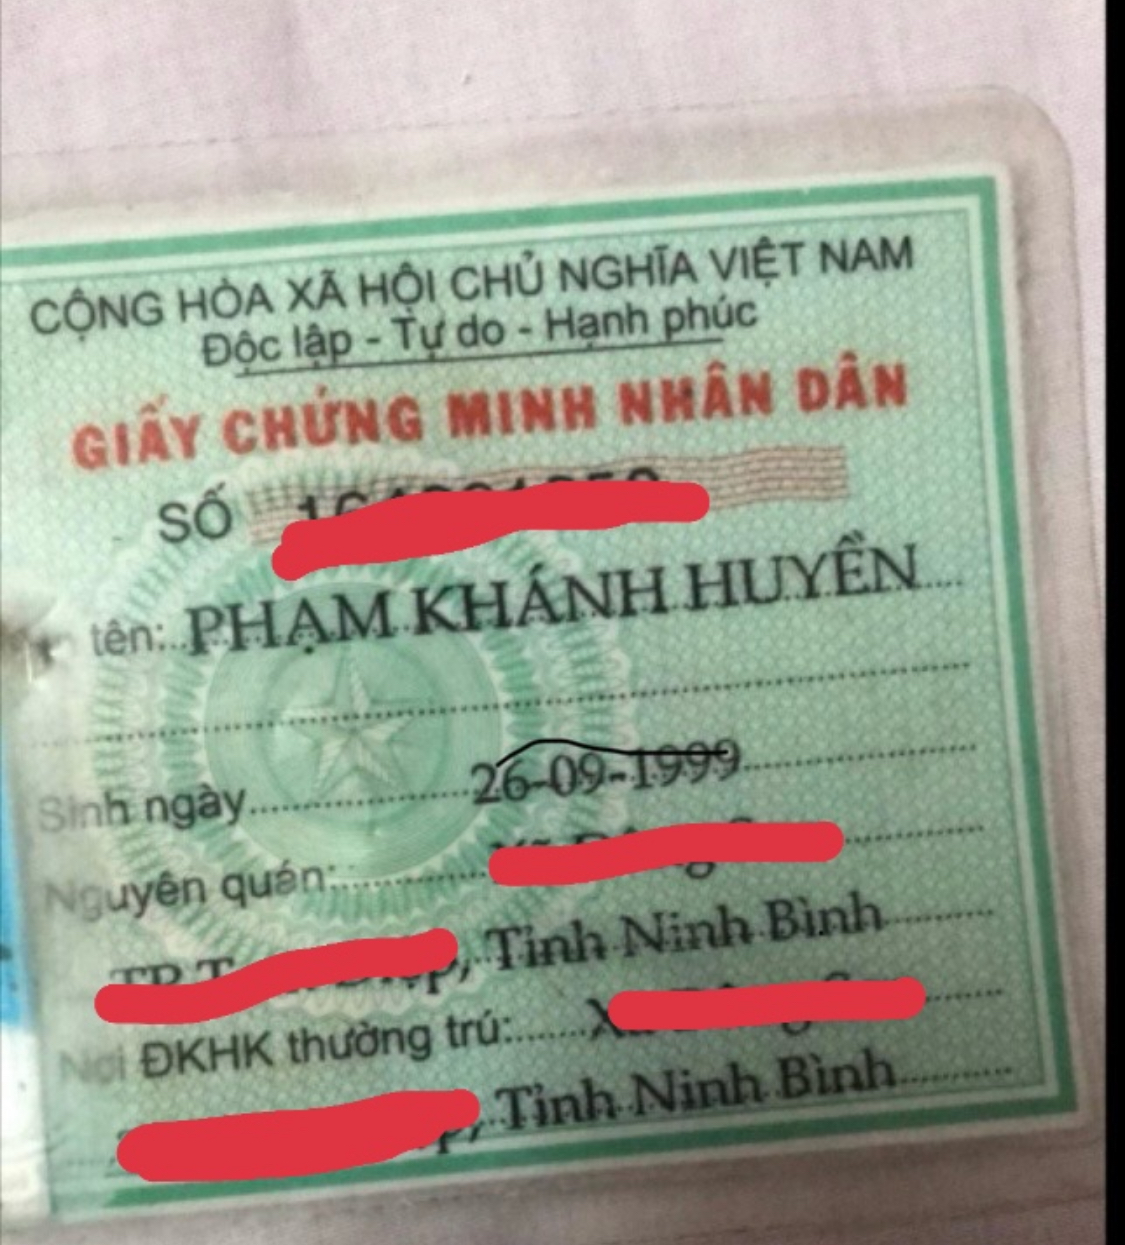 CỘNG HÒA XÃ HỘI CHỦ NGHĨA VIỆT NAM
Độc lập - Tự do - Hạnh phúc
GIẤY CHỨNG MINH NHÂN DÂN
SỐ
tên: PHẠM KHÁNH HUYỀN
Sinh ngày 26-09-1999
Nguyên quán:
, Tỉnh Ninh Bình
Nơi ĐKHK thường trú:
, Tỉnh Ninh Bình